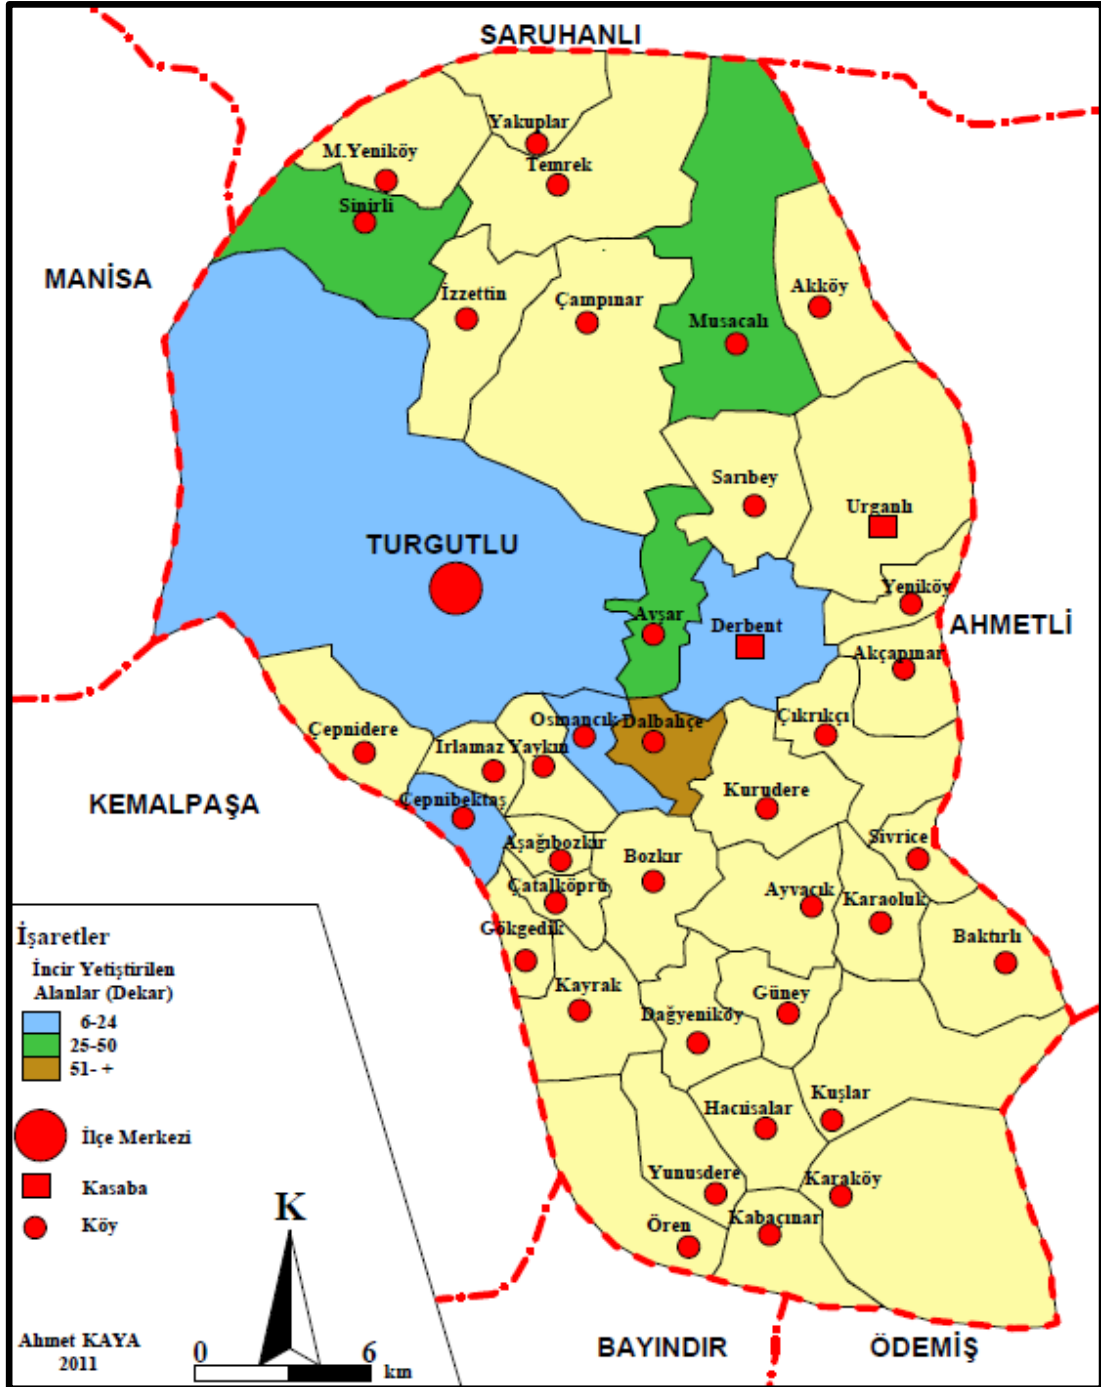 SARUHANLI
Yakuplar
M.Yeniköy
Temrek
Sinirli
MANİSA
İzzettin
Çampınar
Akköy
Musacalı
Sarıbey
Urganlı
TURGUTLU
Yeniköy
Avşar
Derbent
AHMETLİ
Akçapınar
Çepnidere
Osmancık
Dalbahçe
Çıkrıkçı
Irlamaz
Yaykın
KEMALPAŞA
Çepnibektaş
Kurudere
Aşağıbozkır
Bozkır
Sivrice
Çatalköprü
Ayvacık
Karaoluk
Gökgedik
Baktırlı
Kayrak
Güney
Dağyeniköy
Hacıisalar
Kuşlar
Yunusdere
Karaköy
Ören
Kabaçınar
İşaretler
İncir Yetiştirilen
Alanlar (Dekar)
6-24
25-50
51- +
İlçe Merkezi
Kasaba
Köy
K
Ahmet KAYA
2011
0 6
km
BAYINDIR
ÖDEMİŞ